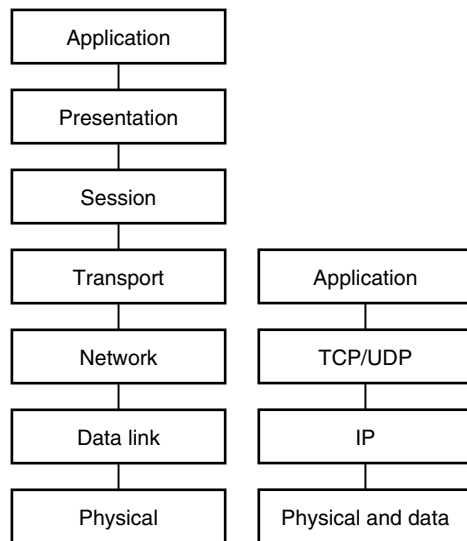 Application
Presentation
Session
Transport
Application
Network
TCP/UDP
Data link
IP
Physical
Physical and data